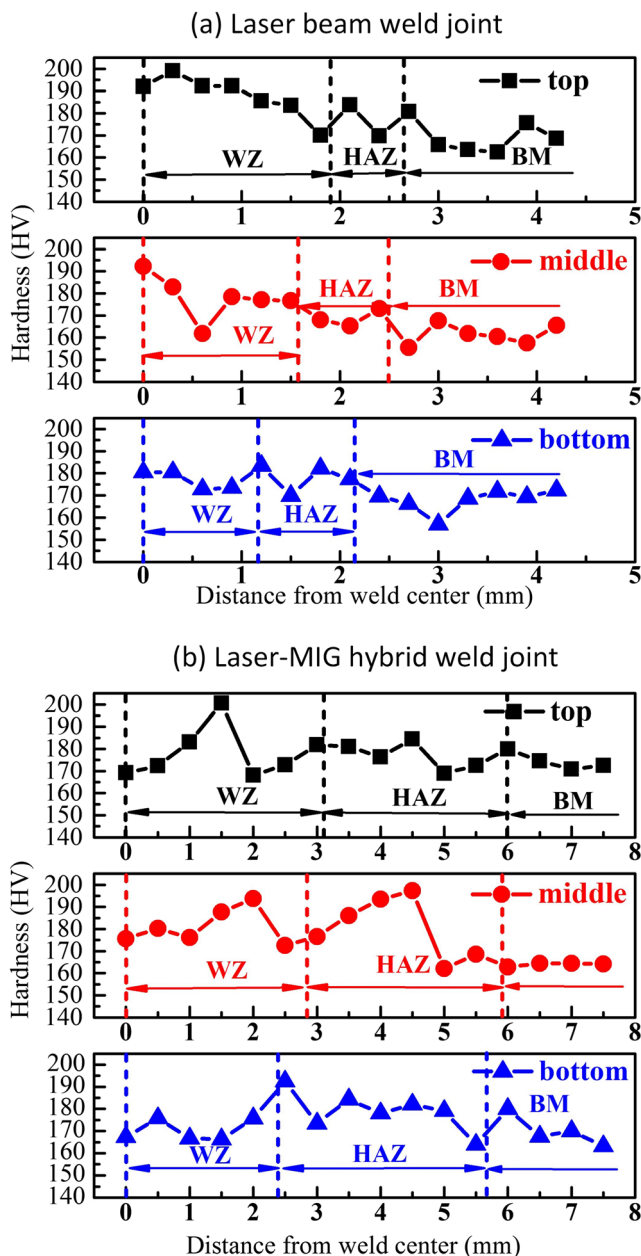 (a) Laser beam weld joint
200
190
180
170
160
150
140
top
WZ
HAZ
BM
0 1 2 3 4 5
200
190
180
170
160
150
140
middle
HAZ
BM
WZ
0 1 2 3 4 5
200
190
180
170
160
150
140
bottom
BM
WZ
HAZ
0 1 2 3 4 5
Hardness (HV)
Distance from weld center (mm)
(b) Laser-MIG hybrid weld joint
200
190
180
170
160
150
140
top
WZ
HAZ
BM
0 1 2 3 4 5 6 7 8
200
190
180
170
160
150
140
middle
WZ
HAZ
BM
0 1 2 3 4 5 6 7 8
200
190
180
170
160
150
140
bottom
BM
WZ
HAZ
0 1 2 3 4 5 6 7 8
Hardness (HV)
Distance from weld center (mm)